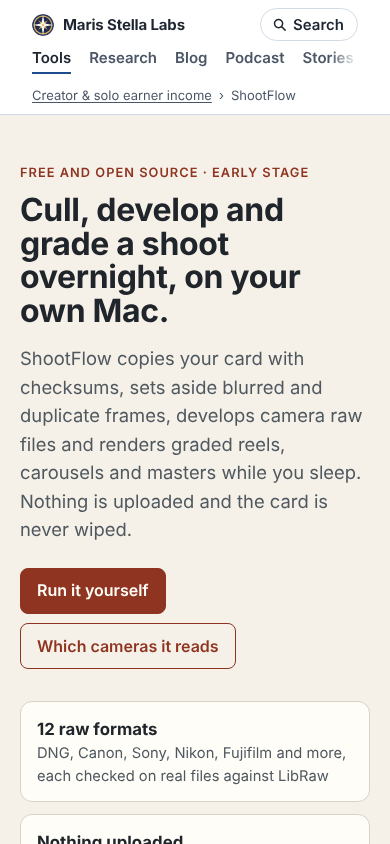 Maris Stella Labs
Search
Tools Research Blog Podcast Stories
Creator & solo earner income › ShootFlow
FREE AND OPEN SOURCE · EARLY STAGE
Cull, develop and
grade a shoot
overnight, on your
own Mac.
ShootFlow copies your card with
checksums, sets aside blurred and
duplicate frames, develops camera raw
files and renders graded reels,
carousels and masters while you sleep.
Nothing is uploaded and the card is
never wiped.
Run it yourself
Which cameras it reads
12 raw formats
DNG, Canon, Sony, Nikon, Fujifilm and more,
each checked on real files against LibRaw
Nothing uploaded